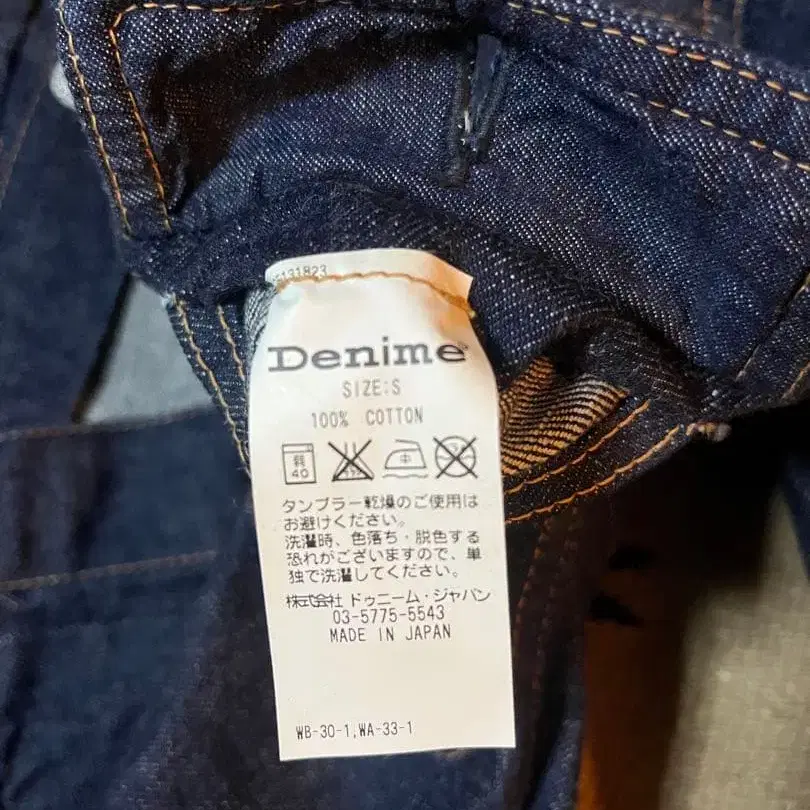 131823
Denime
SIZE:S
100% COTTON
弱
40
中
タンブラー乾燥のご使用は
お避けください。
洗濯時、色落ち・脱色する
恐れがございますので、単
独で洗濯してください。
株式会社 ドゥニーム・ジャパン
03-5775-5543
MADE IN JAPAN
WB-30-1,WA-33-1